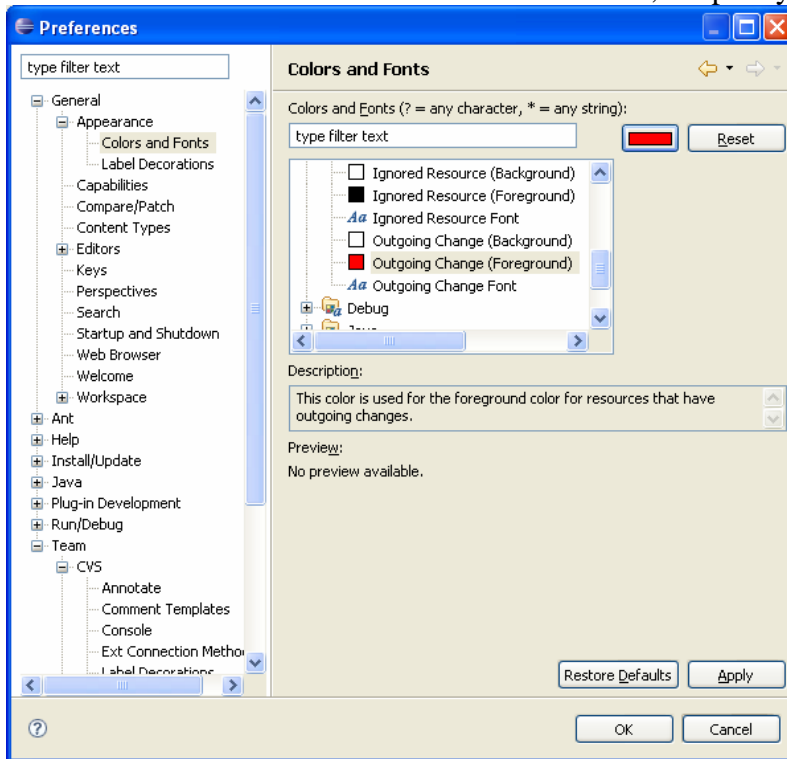 Preferences
type filter text
General
Appearance
Colors and Fonts
Label Decorations
Capabilities
Compare/Patch
Content Types
Editors
Keys
Perspectives
Search
Startup and Shutdown
Web Browser
Welcome
Workspace
Ant
Help
Install/Update
Java
Plug-in Development
Run/Debug
Team
CVS
Annotate
Comment Templates
Console
Ext Connection Metho
Label Decorations
Colors and Fonts
Colors and Fonts (? = any character, * = any string):
type filter text
Reset
Ignored Resource (Background)
Ignored Resource (Foreground)
Aa Ignored Resource Font
Outgoing Change (Background)
Outgoing Change (Foreground)
Aa Outgoing Change Font
Debug
Description:
This color is used for the foreground color for resources that have
outgoing changes.
Preview:
No preview available.
Restore Defaults Apply
? OK Cancel